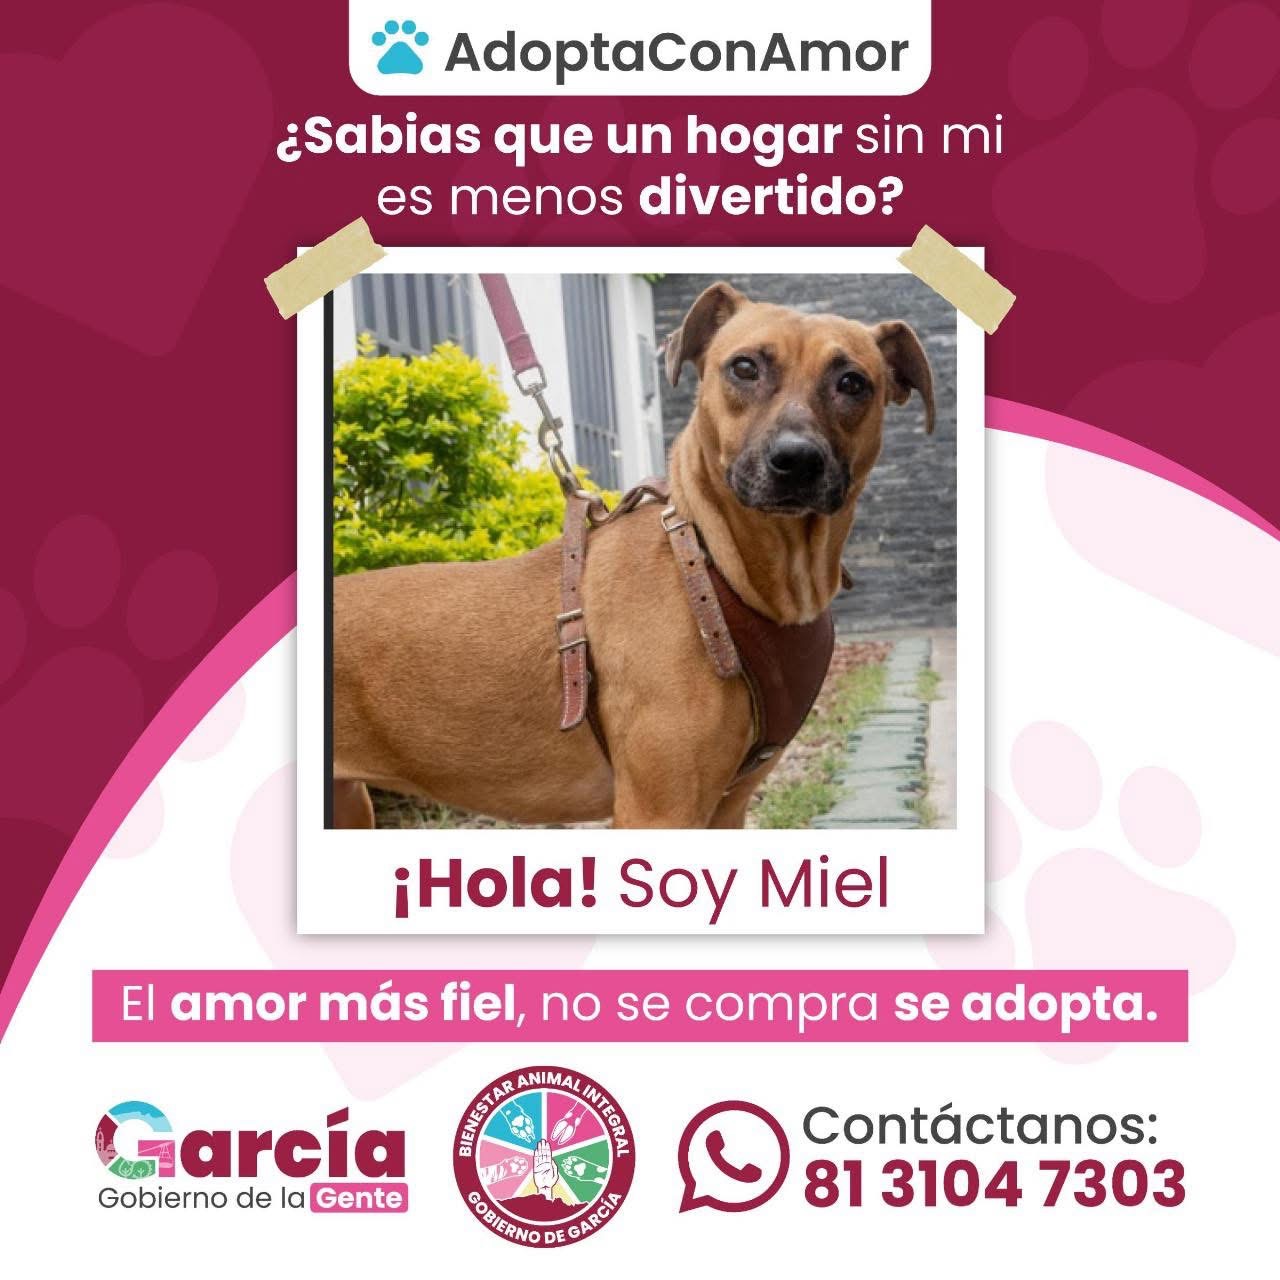 AdoptaConAmor
¿Sabias que un hogar sin mi
es menos divertido?
¡Hola! Soy Miel
El amor más fiel, no se compra se adopta.
García
Gobierno de la Gente
BIENESTAR ANIMAL INTEGRAL
GOBIERNO DE GARCÍA
Contáctanos:
81 3104 7303